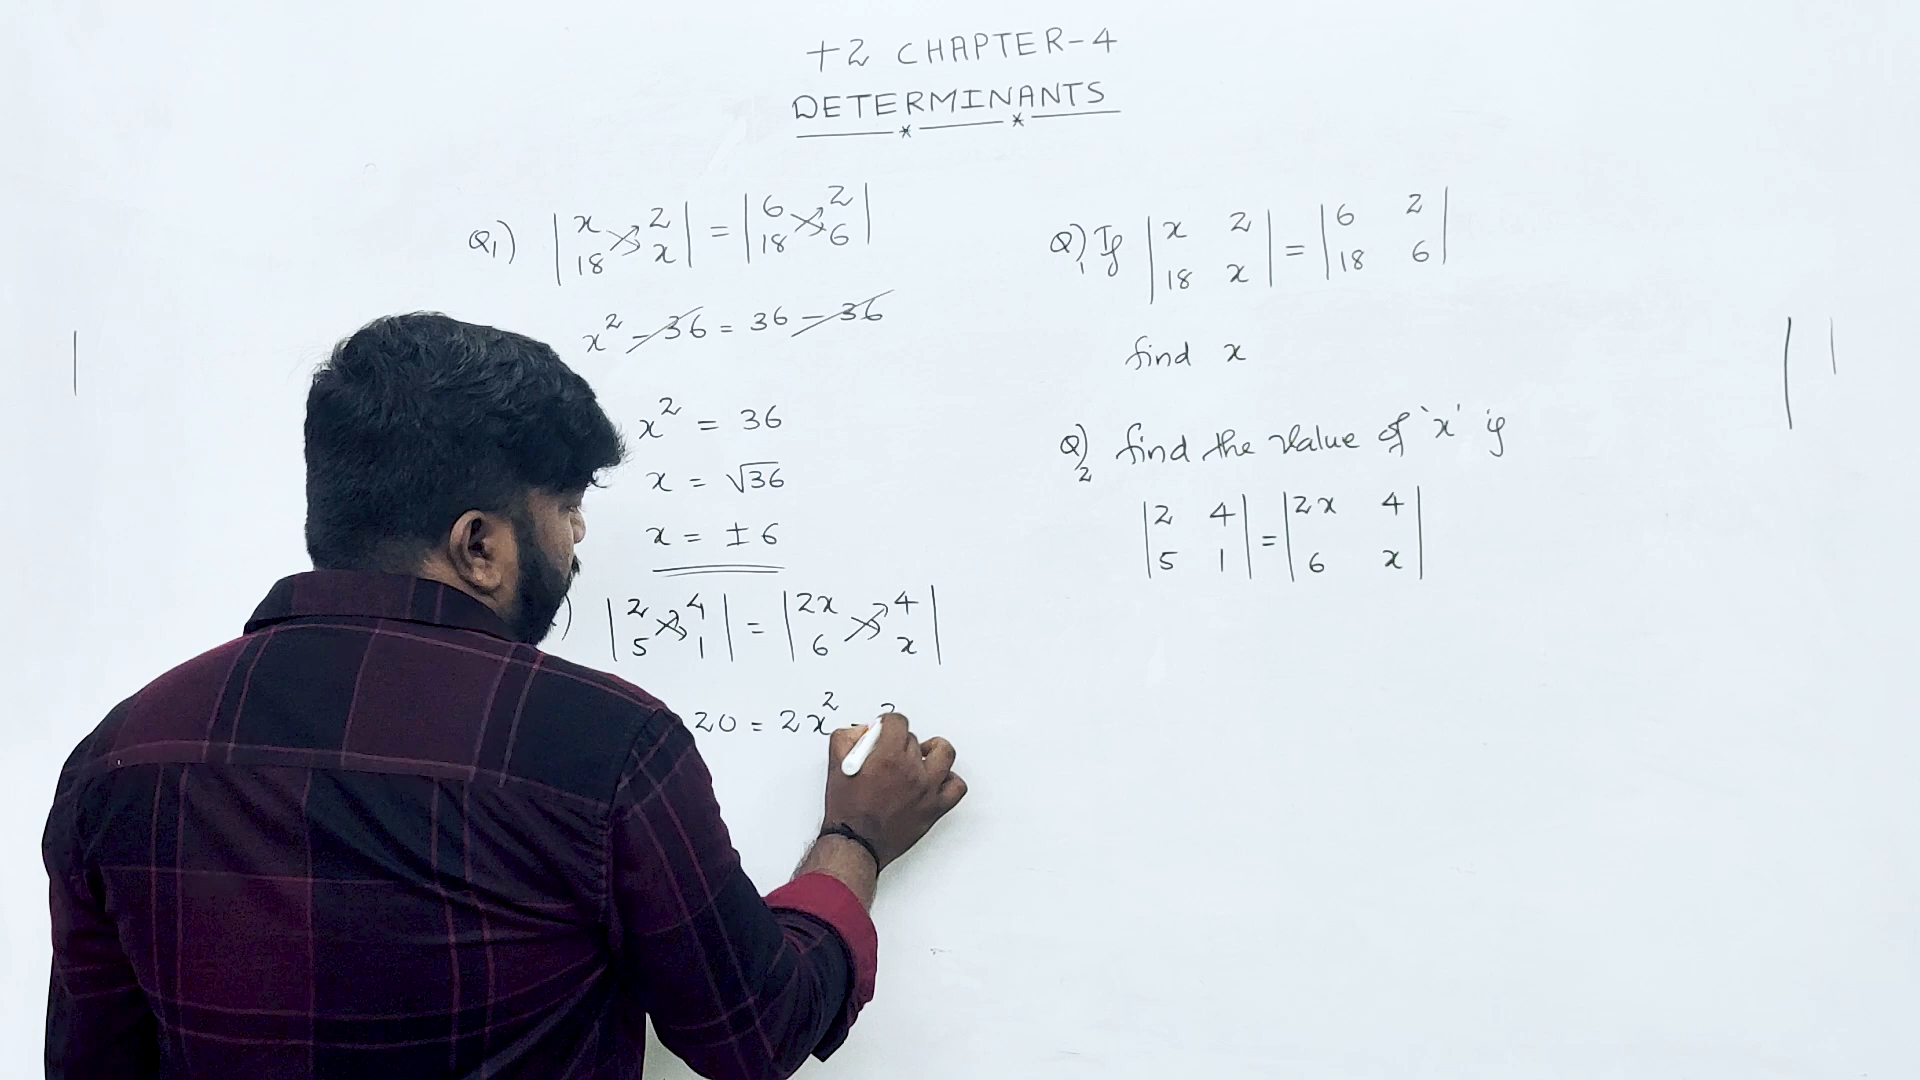 +2 CHAPTER-4
DETERMINANTS
Q1) | x 2 | = | 6 2 |
| 18 x | | 18 6 |
x² - 36 = 36 - 36
x² = 36
x = √36
x = ± 6
) | 2 4 | = | 2x 4 |
| 5 1 | | 6 x |
20 = 2x² - 2
Q1) If | x 2 | = | 6 2 |
| 18 x | | 18 6 |
find x
Q2) find the value of 'x' if
| 2 4 | = | 2x 4 |
| 5 1 | | 6 x |